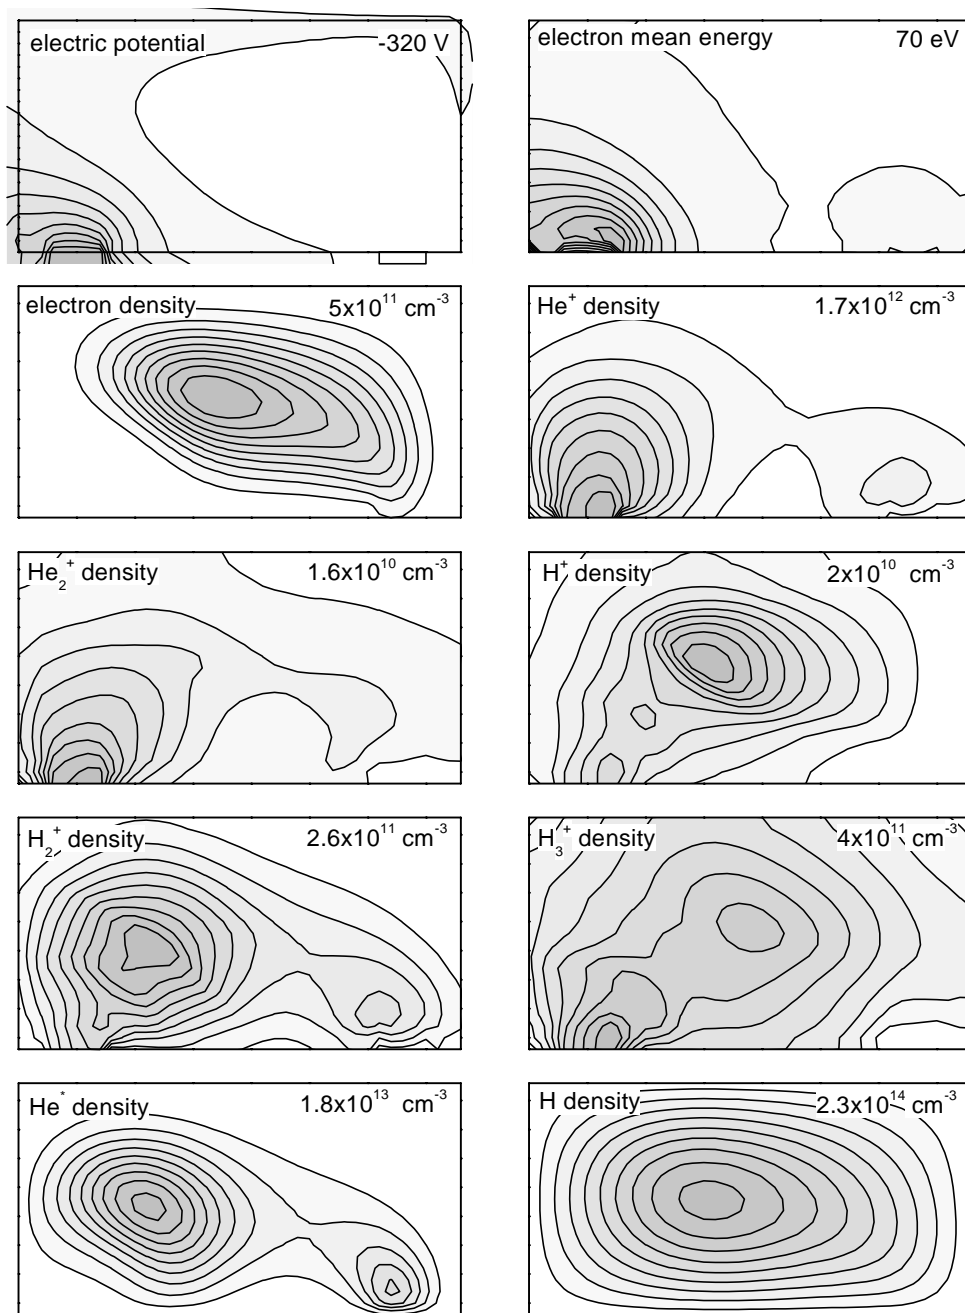 electric potential -320 V
electron mean energy 70 eV
electron density 5x10¹¹ cm⁻³
He⁺ density 1.7x10¹² cm⁻³
He₂⁺ density 1.6x10¹⁰ cm⁻³
H⁺ density 2x10¹⁰ cm⁻³
H₂⁺ density 2.6x10¹¹ cm⁻³
H₃⁺ density 4x10¹¹ cm⁻³
He* density 1.8x10¹³ cm⁻³
H density 2.3x10¹⁴ cm⁻³